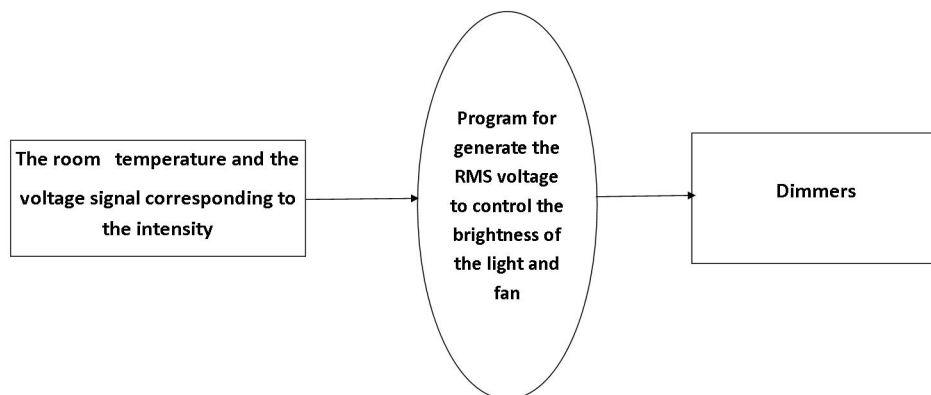 The room temperature and the
voltage signal corresponding to
the intensity
Program for
generate the
RMS voltage
to control the
brightness of
the light and
fan
Dimmers